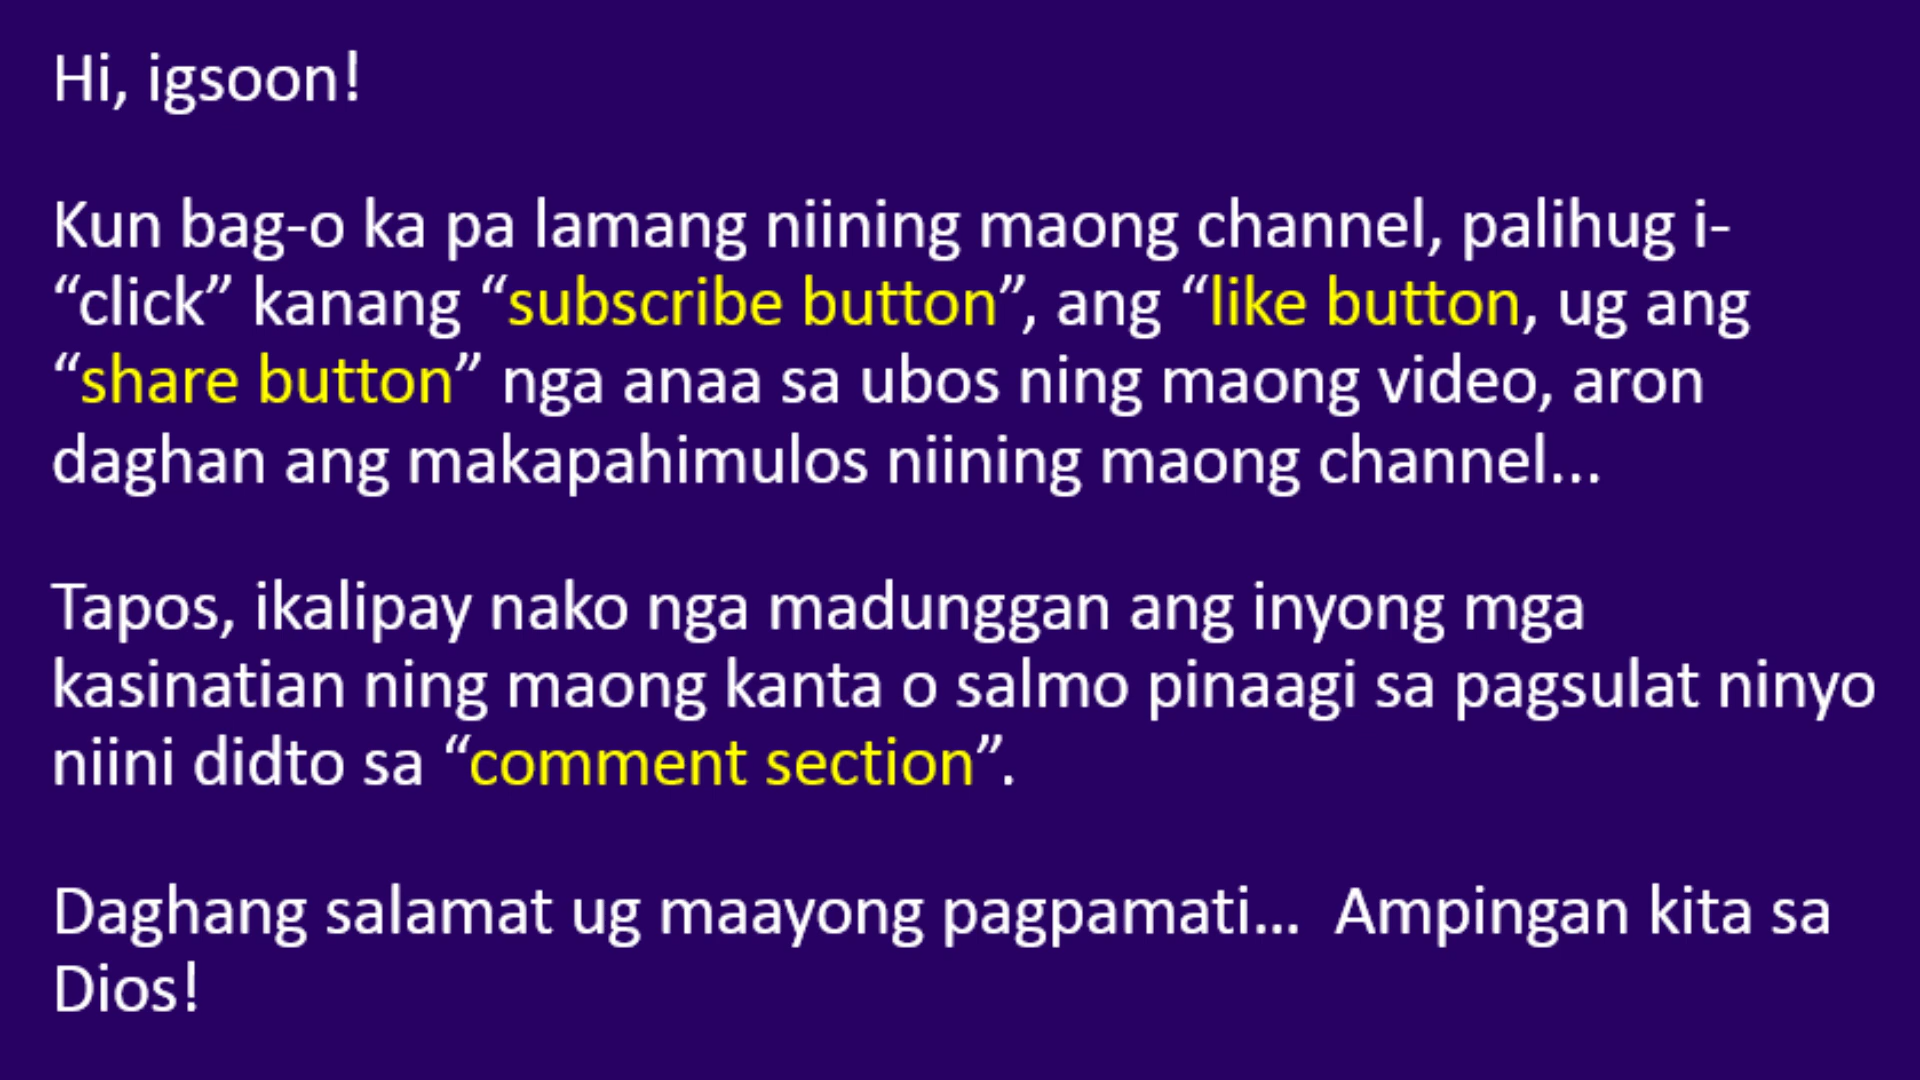 Hi, igsoon!
Kun bag-o ka pa lamang niining maong channel, palihug i-
“click” kanang “subscribe button”, ang “like button, ug ang
“share button” nga anaa sa ubos ning maong video, aron
daghan ang makapahimulos niining maong channel...
Tapos, ikalipay nako nga madunggan ang inyong mga
kasinatian ning maong kanta o salmo pinaagi sa pagsulat ninyo
niini didto sa “comment section”.
Daghang salamat ug maayong pagpamati...  Ampingan kita sa
Dios!